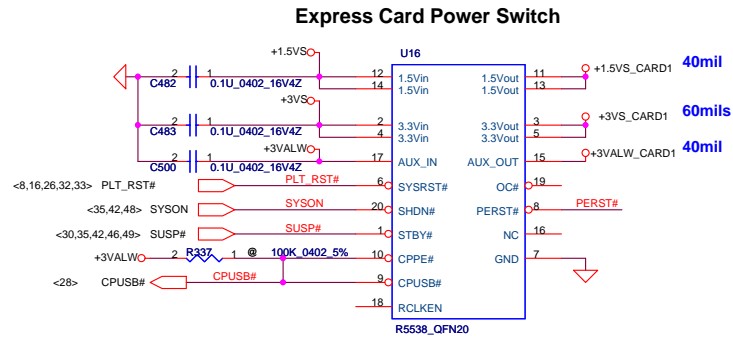 Express Card Power Switch
+1.5VS U16
2 1 12 1.5Vin 1.5Vout 11 +1.5VS_CARD1 40mil
C482 0.1U_0402_16V4Z 14 1.5Vin 1.5Vout 13
+3VS
2 1 2 3.3Vin 3.3Vout 3 +3VS_CARD1 60mils
C483 0.1U_0402_16V4Z 4 3.3Vin 3.3Vout 5
+3VALW
2 1 17 AUX_IN AUX_OUT 15 +3VALW_CARD1 40mil
C500 0.1U_0402_16V4Z
<8,16,26,32,33> PLT_RST# PLT_RST# 6 SYSRST# OC# 19
<35,42,48> SYSON SYSON 20 SHDN# PERST# 8 PERST#
<30,35,42,46,49> SUSP# SUSP# 1 STBY# NC 16
+3VALW 2 R337 1 @ 100K_0402_5% 10 CPPE# GND 7
<28> CPUSB# CPUSB# 9 CPUSB#
18 RCLKEN
R5538_QFN20